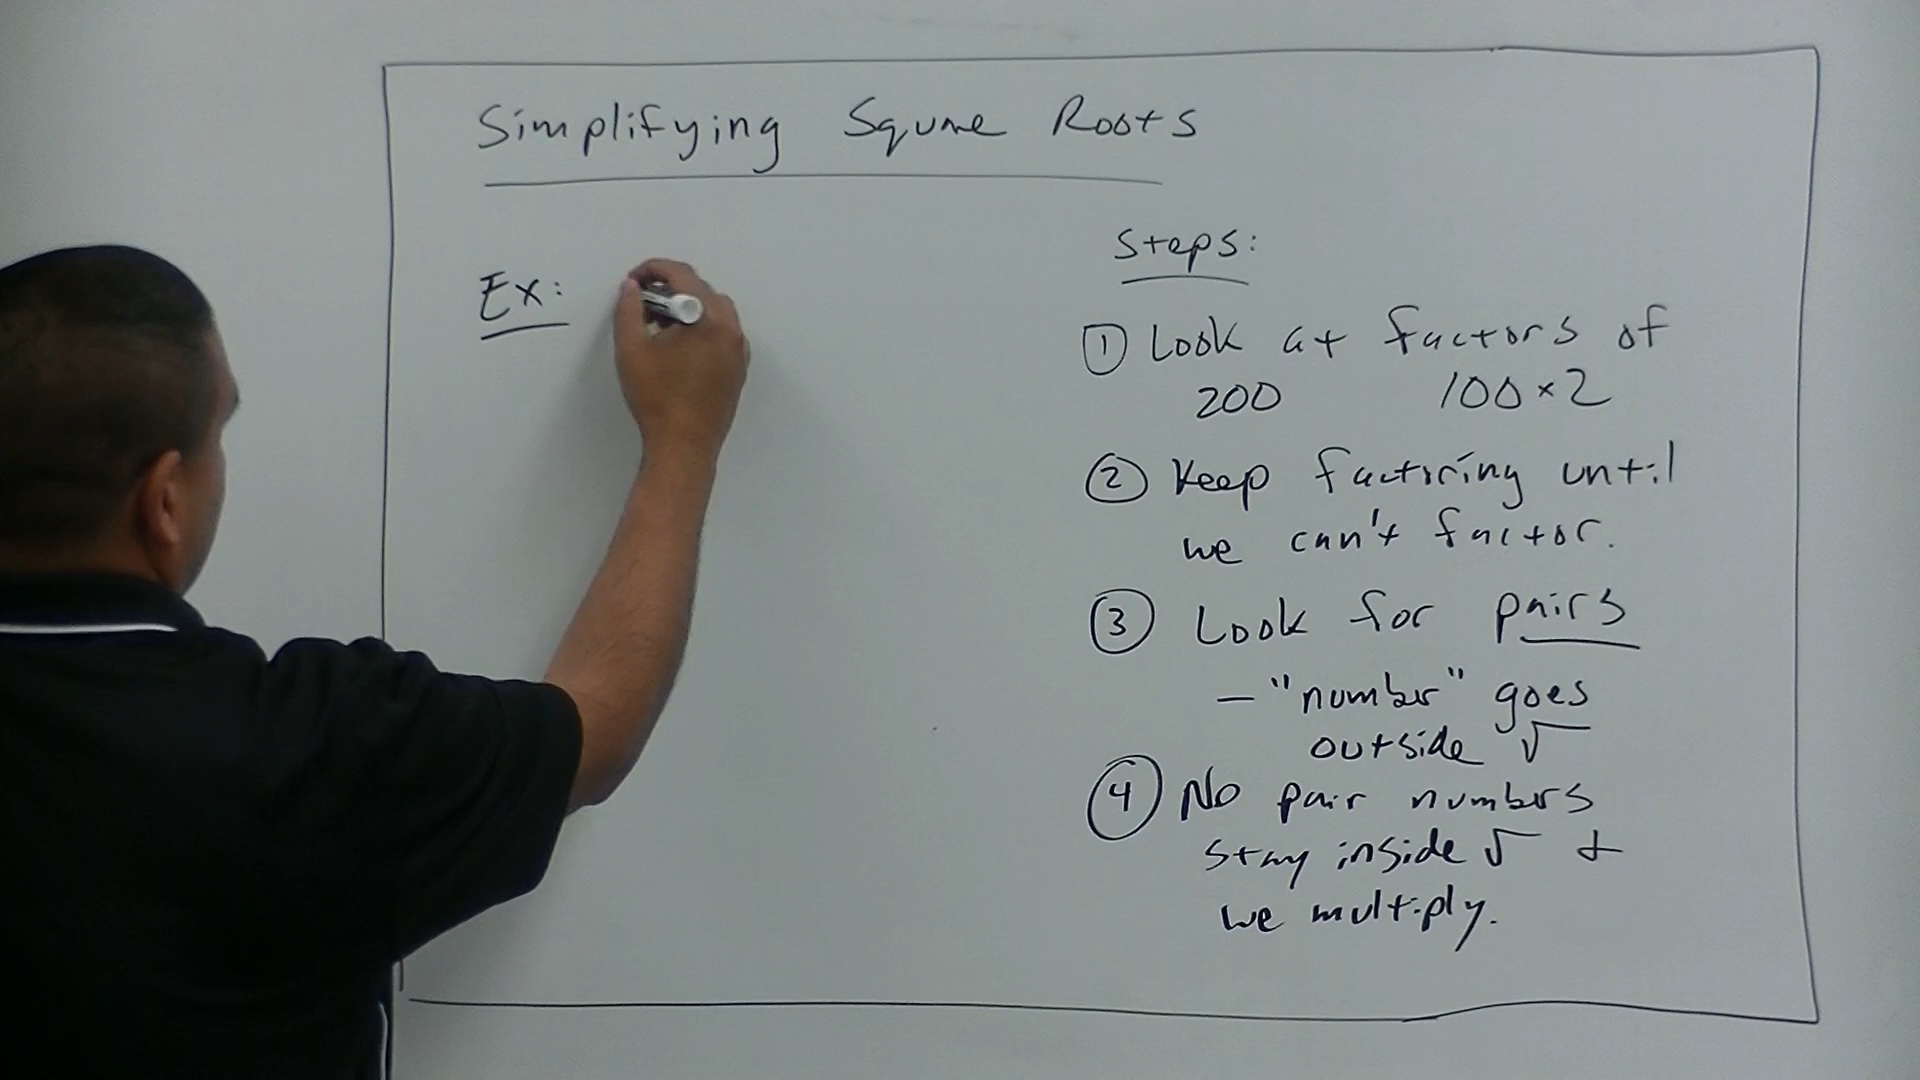 Simplifying Square Roots
Ex:
Steps:
① Look at factors of
200 100 × 2
② Keep factoring until
we can't factor.
③ Look for pairs
- "number" goes
outside √
④ No pair numbers
stay inside √ +
we multiply.